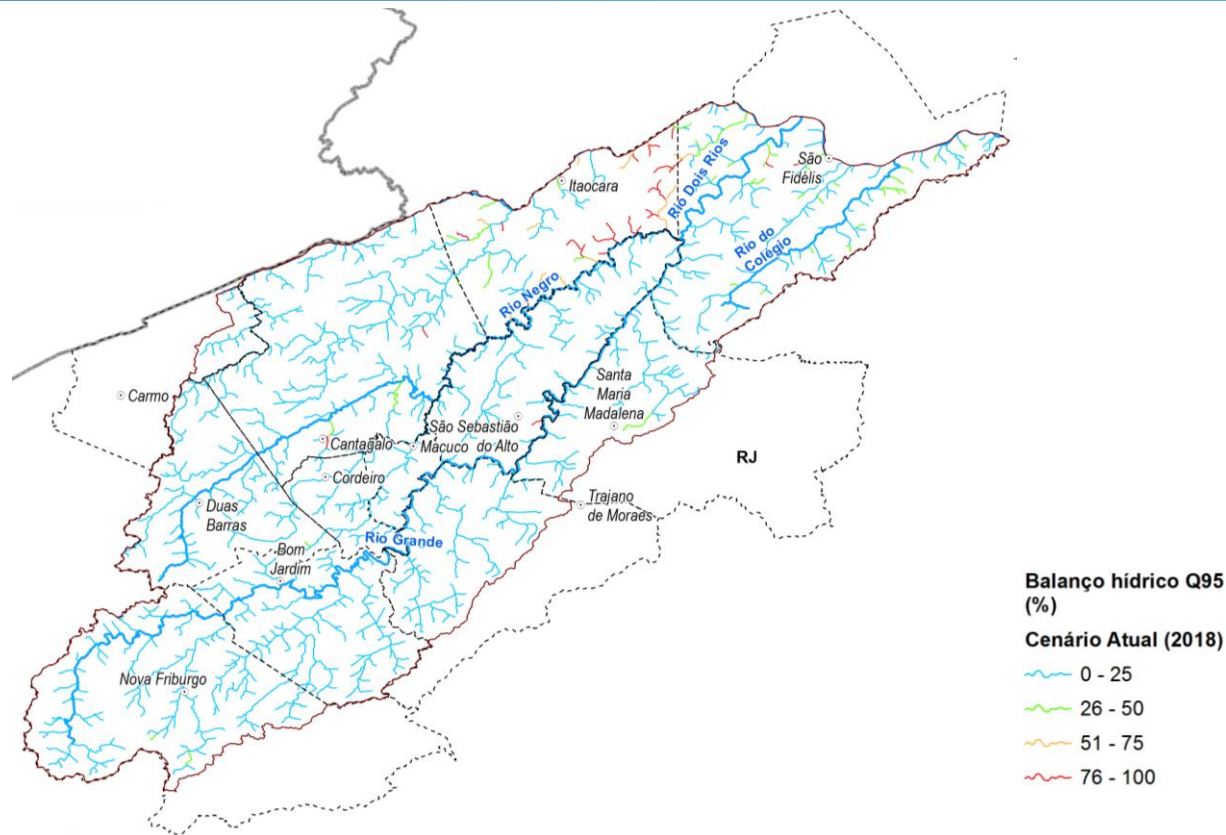 São
Fidélis
Itaocara
Rio Dois Rios
Rio do
Colégio
Rio Negro
Carmo
Santa
Maria
Madalena
São Sebastião
do Alto
Macuco
Cantagalo
Cordeiro
RJ
Duas
Barras
Trajano
de Moraes
Rio Grande
Bom
Jardim
Nova Friburgo
Balanço hídrico Q95
(%)
Cenário Atual (2018)
0 - 25
26 - 50
51 - 75
76 - 100